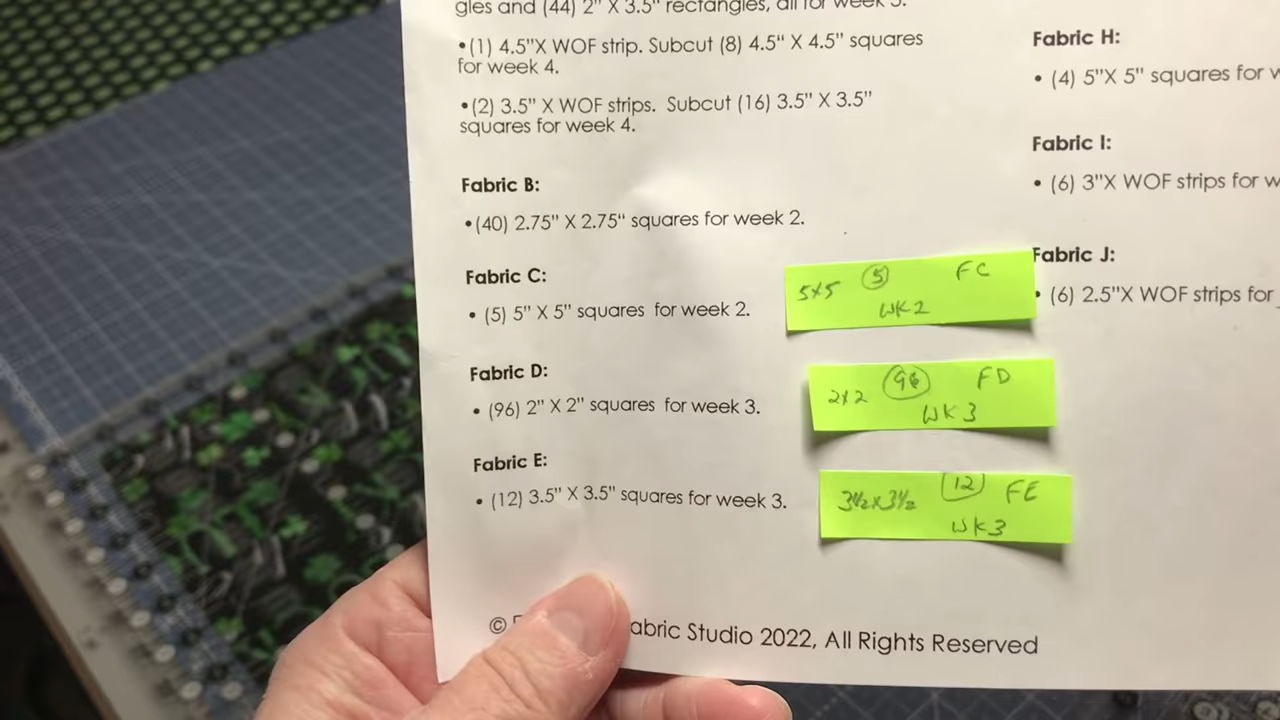 gles and (44) 2" X 3.5" rectangles, all for week 3.
•(1) 4.5"X WOF strip. Subcut (8) 4.5" X 4.5" squares
for week 4.
•(2) 3.5" X WOF strips. Subcut (16) 3.5" X 3.5"
squares for week 4.
Fabric B:
•(40) 2.75" X 2.75" squares for week 2.
Fabric C:
• (5) 5" X 5" squares for week 2.
Fabric D:
• (96) 2" X 2" squares for week 3.
Fabric E:
• (12) 3.5" X 3.5" squares for week 3.
5x5 5 FC
WK2
2x2 96 FD
WK3
3½x3½ 12 FE
WK3
Fabric H:
• (4) 5"X 5" squares for
Fabric I:
• (6) 3"X WOF strips for
Fabric J:
• (6) 2.5"X WOF strips for
© abric Studio 2022, All Rights Reserved